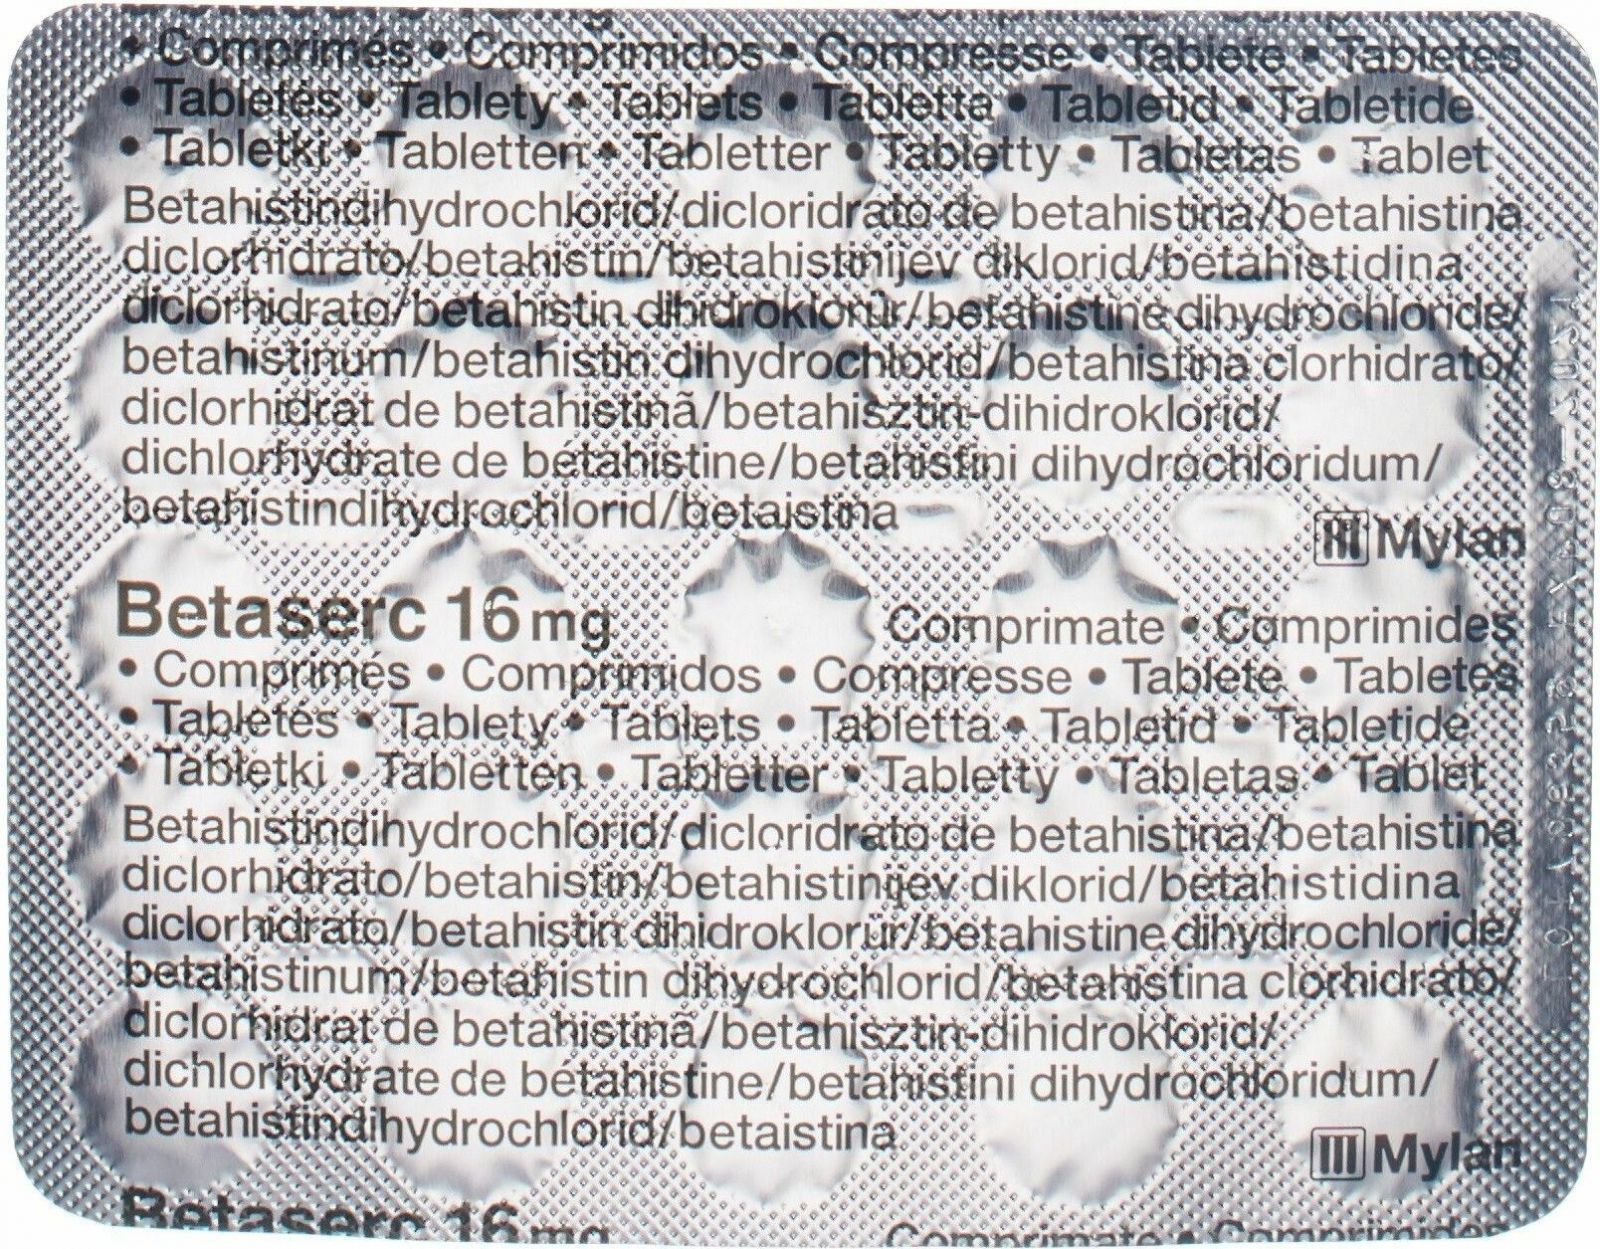 • Comprimés • Comprimidos • Compresse • Tablete • Tabletes
• Tabletės • Tablety • Tablets • Tabletta • Tabletid • Tabletide
• Tabletki • Tabletten • Tabletter • Tabletty • Tabletas • Tablet
Betahistindihydrochlorid/dicloridrato de betahistina/betahistina
diclorhidrato/betahistin/betahistinijev diklorid/betahistidina
diclorhidrato/betahistin dihidroklorür/betahistine dihydrochloride/
betahistinum/betahistin dihydrochlorid/betahistina clorhidrato/
diclorhidrat de betahistină/betahisztin-dihidroklorid/
dichlorhydrate de bétahistine/betahistini dihydrochloridum/
betahistindihydrochlorid/betaistina
Mylan
Betaserc 16 mg Comprimate • Comprimides
• Comprimés • Comprimidos • Compresse • Tablete • Tabletes
• Tabletės • Tablety • Tablets • Tabletta • Tabletid • Tabletide
• Tabletki • Tabletten • Tabletter • Tabletty • Tabletas • Tablet
Betahistindihydrochlorid/dicloridrato de betahistina/betahistina
diclorhidrato/betahistin/betahistinijev diklorid/betahistidina
diclorhidrato/betahistin dihidroklorür/betahistine dihydrochloride/
betahistinum/betahistin dihydrochlorid/betahistina clorhidrato/
diclorhidrat de betahistină/betahisztin-dihidroklorid/
dichlorhydrate de bétahistine/betahistini dihydrochloridum/
betahistindihydrochlorid/betaistina
Mylan
Betaserc 16 mg Comprimate • Comprimides